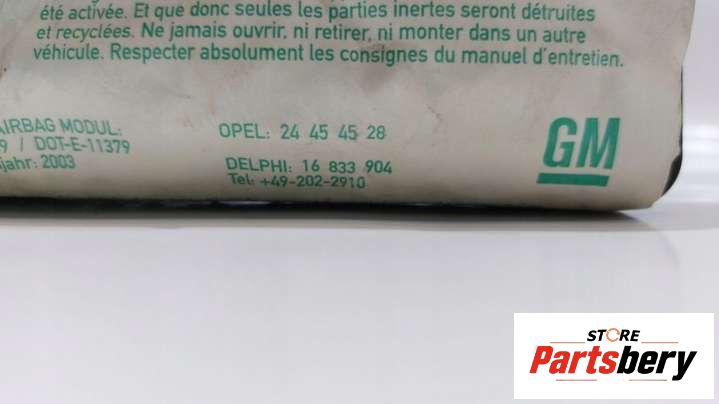 été activée. Et que donc seules les parties inertes seront détruites
et recyclées. Ne jamais ouvrir, ni retirer, ni monter dans un autre
véhicule. Respecter absolument les consignes du manuel d'entretien.
AIRBAG MODUL:
9 / DOT-E-11379
jahr: 2003
OPEL: 24 45 45 28
DELPHI: 16 833 904
Tel: +49-202-2910
GM
STORE
Partsbery